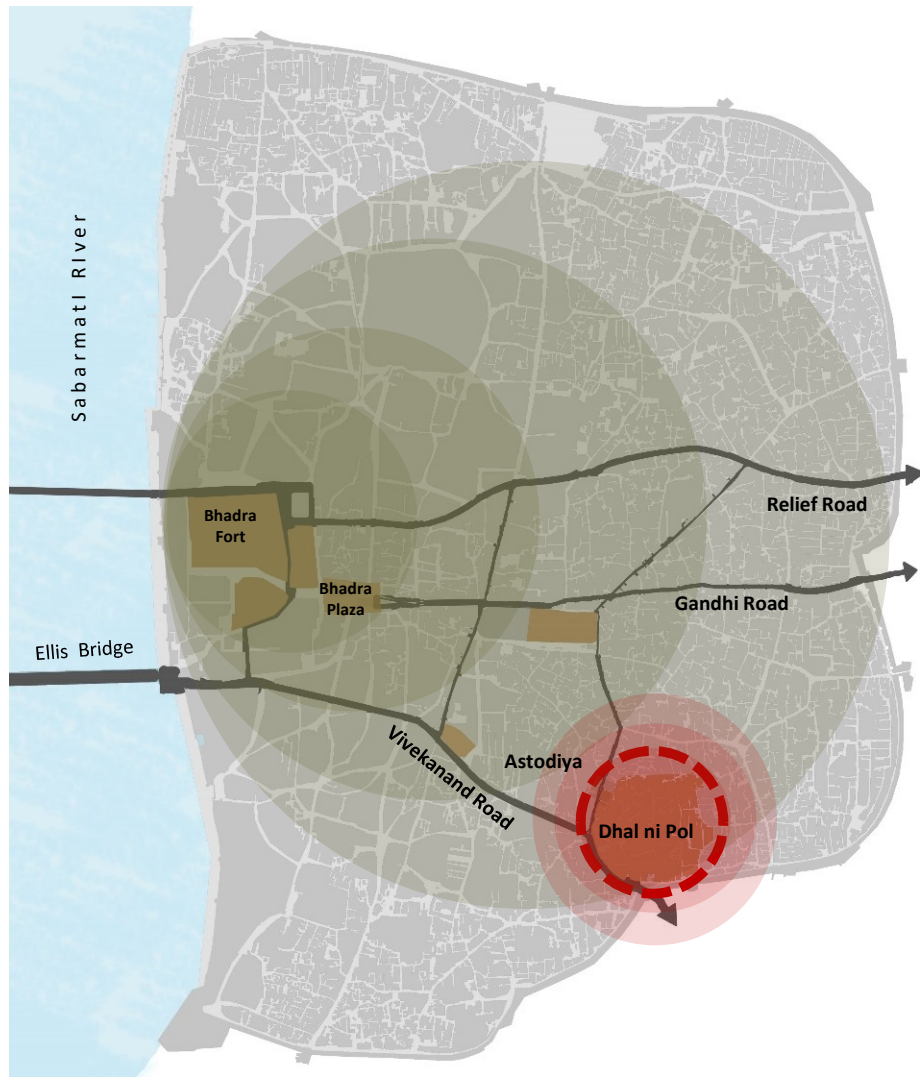 Sabarmati River
Bhadra
Fort
Relief Road
Bhadra
Plaza
Gandhi Road
Ellis Bridge
Vivekanand Road
Astodiya
Dhal ni Pol